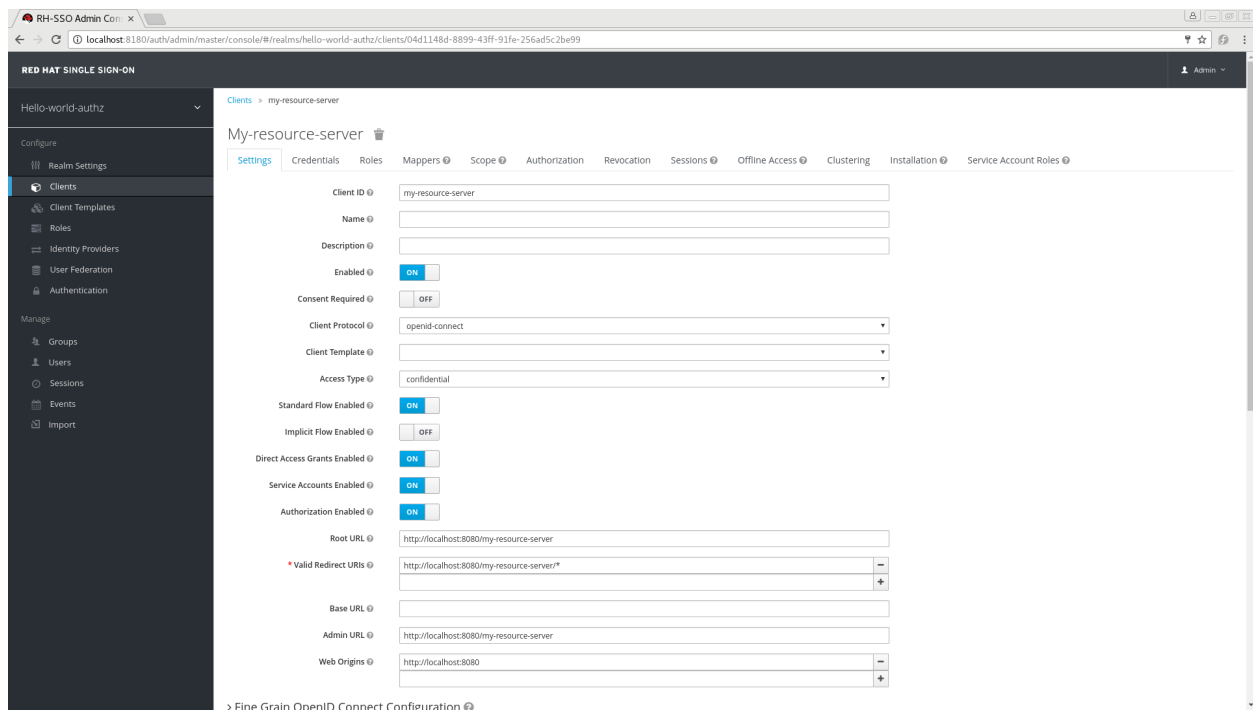 RH-SSO Admin Con
localhost:8180/auth/admin/master/console/#/realms/hello-world-authz/clients/04d1148d-8899-43ff-91fe-256ad5c2be99
RED HAT SINGLE SIGN-ON
Admin
Hello-world-authz
Configure
Realm Settings
Clients
Client Templates
Roles
Identity Providers
User Federation
Authentication
Manage
Groups
Users
Sessions
Events
Import
Clients » my-resource-server
My-resource-server
Settings Credentials Roles Mappers Scope Authorization Revocation Sessions Offline Access Clustering Installation Service Account Roles
Client ID my-resource-server
Name
Description
Enabled ON
Consent Required OFF
Client Protocol openid-connect
Client Template
Access Type confidential
Standard Flow Enabled ON
Implicit Flow Enabled OFF
Direct Access Grants Enabled ON
Service Accounts Enabled ON
Authorization Enabled ON
Root URL http://localhost:8080/my-resource-server
* Valid Redirect URIs http://localhost:8080/my-resource-server/*
Base URL
Admin URL http://localhost:8080/my-resource-server
Web Origins http://localhost:8080
Fine Grain OpenID Connect Configuration